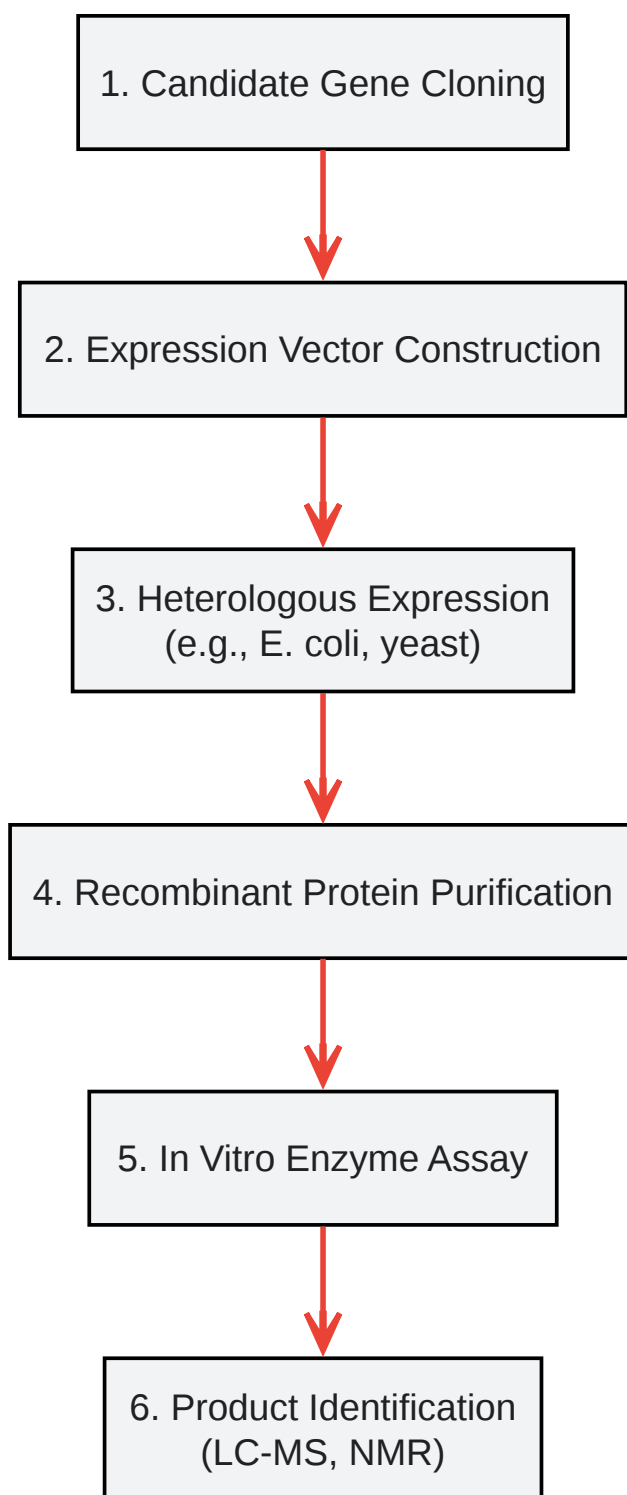 1. Candidate Gene Cloning
2. Expression Vector Construction
3. Heterologous Expression
(e.g., E. coli, yeast)
4. Recombinant Protein Purification
5. In Vitro Enzyme Assay
6. Product Identification
(LC-MS, NMR)